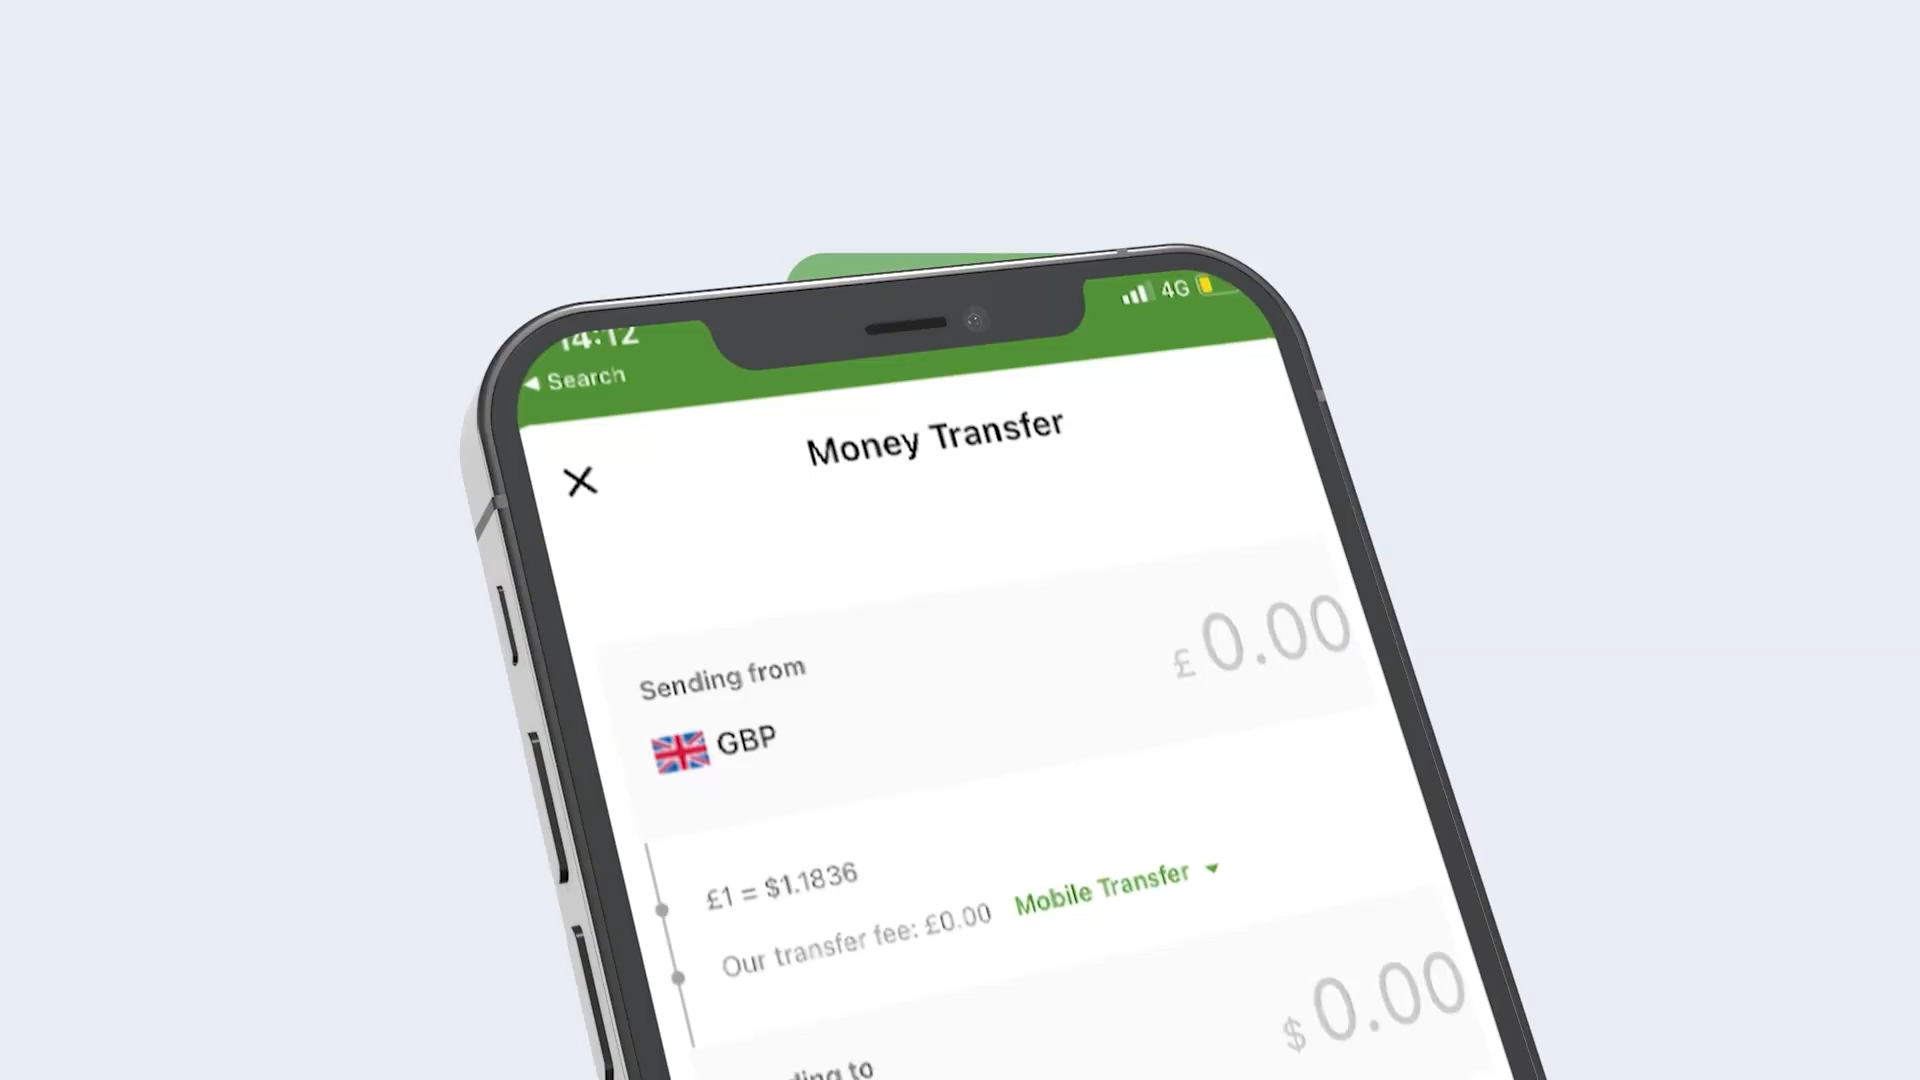 14:12
4G
◀ Search
Money Transfer
£ 0.00
Sending from
GBP
£1 = $1.1836
Our transfer fee: £0.00 Mobile Transfer
$ 0.00
to